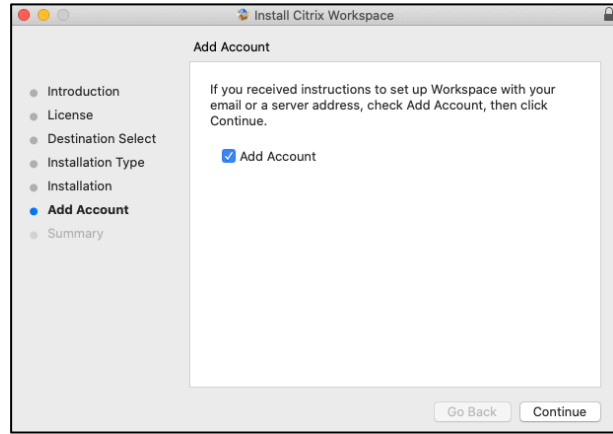 Install Citrix Workspace
Add Account
Introduction
License
Destination Select
Installation Type
Installation
Add Account
Summary
If you received instructions to set up Workspace with your
email or a server address, check Add Account, then click
Continue.
Add Account
Go Back
Continue